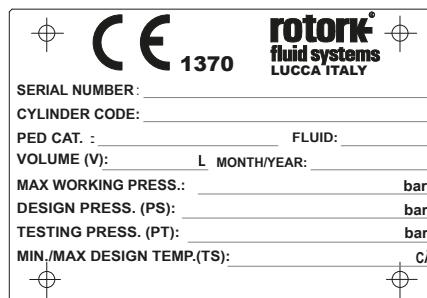 CE 1370
rotork®
fluid systems
LUCCA ITALY
SERIAL NUMBER:
CYLINDER CODE:
PED CAT. : FLUID:
VOLUME (V): L MONTH/YEAR:
MAX WORKING PRESS.: bar
DESIGN PRESS. (PS): bar
TESTING PRESS. (PT): bar
MIN./MAX DESIGN TEMP.(TS):